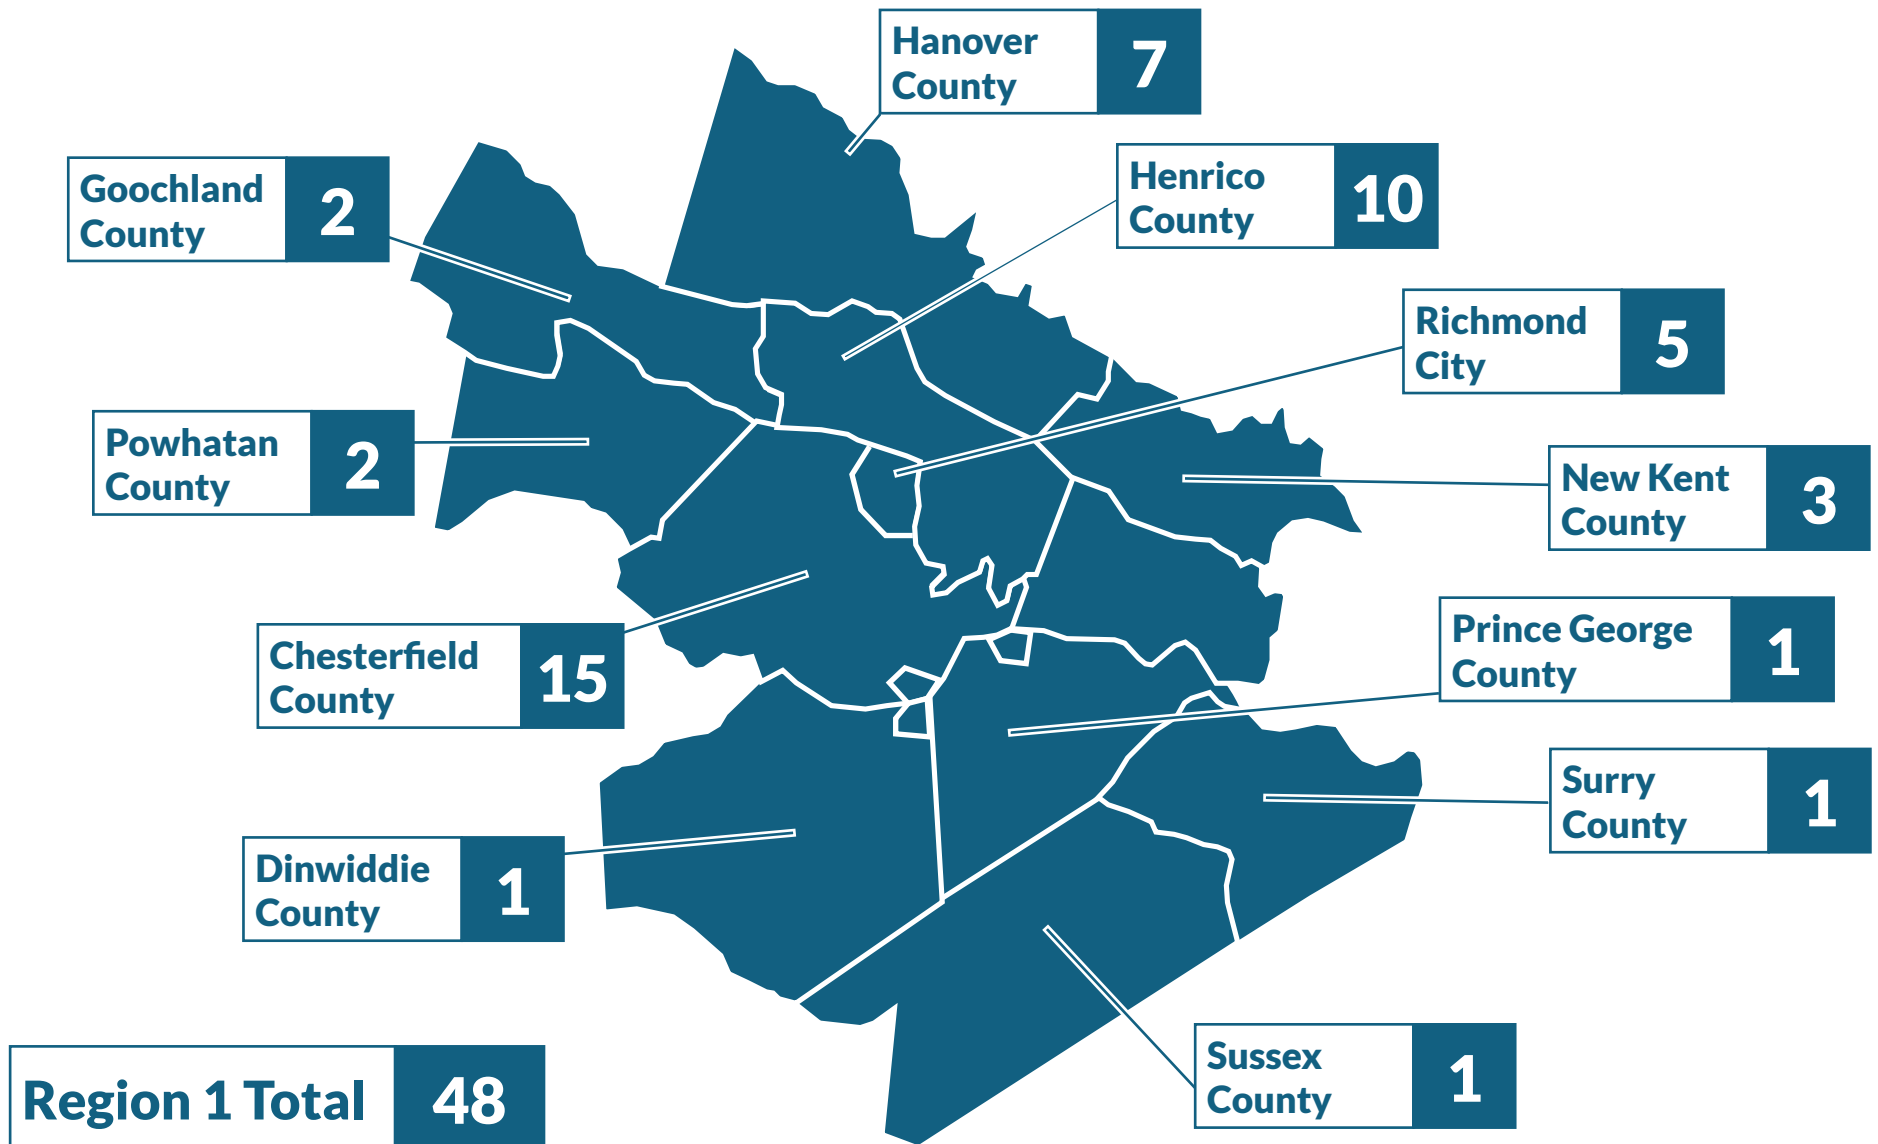 Hanover
County
7
Goochland
County
2
Henrico
County
10
Richmond
City
5
Powhatan
County
2
New Kent
County
3
Chesterfield
County
15
Prince George
County
1
Surry
County
1
Dinwiddie
County
1
Sussex
County
1
Region 1 Total
48